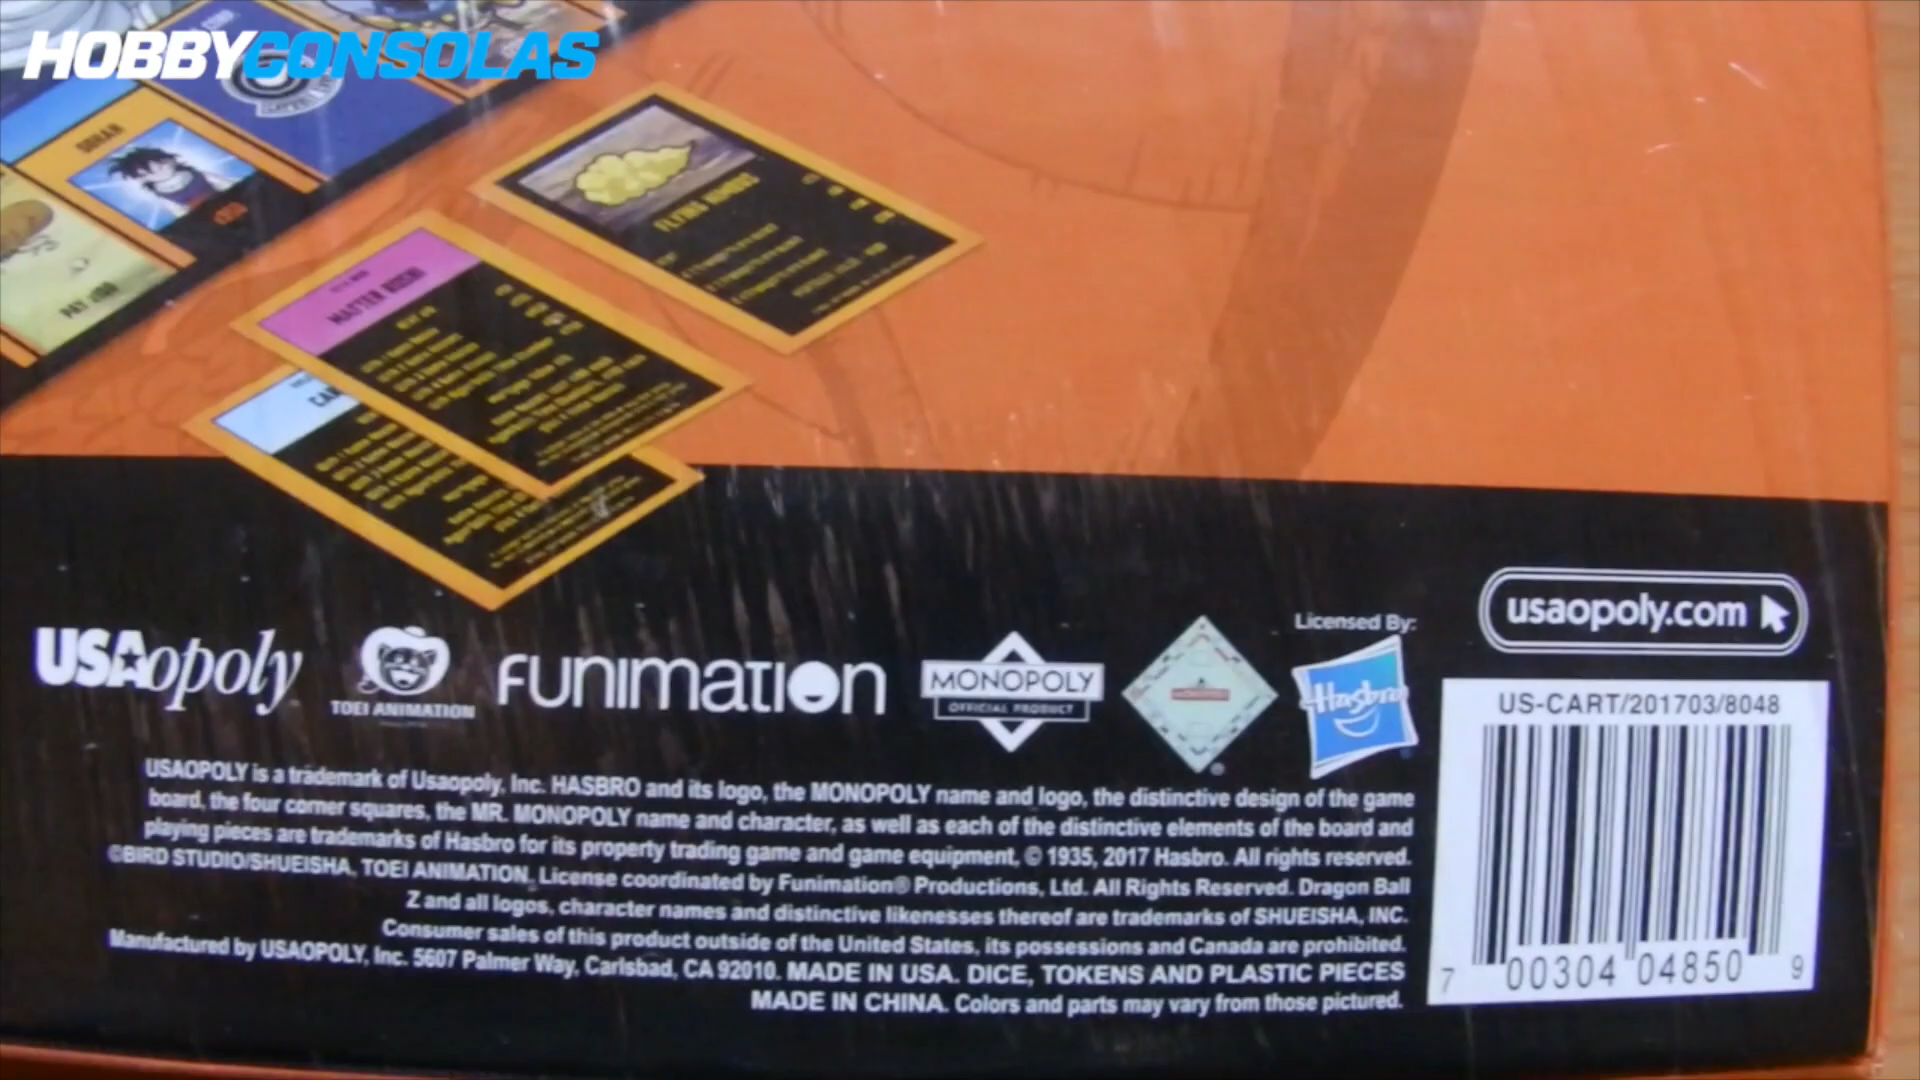 HOBBYCONSOLAS
GOHAN
PAY
FLYING NIMBUS
MASTER ROSHI
USAopoly
TOEI ANIMATION
FUNIMATION
MONOPOLY
OFFICIAL PRODUCT
Licensed By:
Hasbro
usaopoly.com
US-CART/201703/8048
USAOPOLY is a trademark of Usaopoly, Inc. HASBRO and its logo, the MONOPOLY name and logo, the distinctive design of the game
board, the four corner squares, the MR. MONOPOLY name and character, as well as each of the distinctive elements of the board and
playing pieces are trademarks of Hasbro for its property trading game and game equipment. © 1935, 2017 Hasbro. All rights reserved.
©BIRD STUDIO/SHUEISHA, TOEI ANIMATION. License coordinated by Funimation® Productions, Ltd. All Rights Reserved. Dragon Ball
Z and all logos, character names and distinctive likenesses thereof are trademarks of SHUEISHA, INC.
Consumer sales of this product outside of the United States, its possessions and Canada are prohibited.
Manufactured by USAOPOLY, Inc. 5607 Palmer Way, Carlsbad, CA 92010. MADE IN USA. DICE, TOKENS AND PLASTIC PIECES
MADE IN CHINA. Colors and parts may vary from those pictured.
7 00304 04850 9